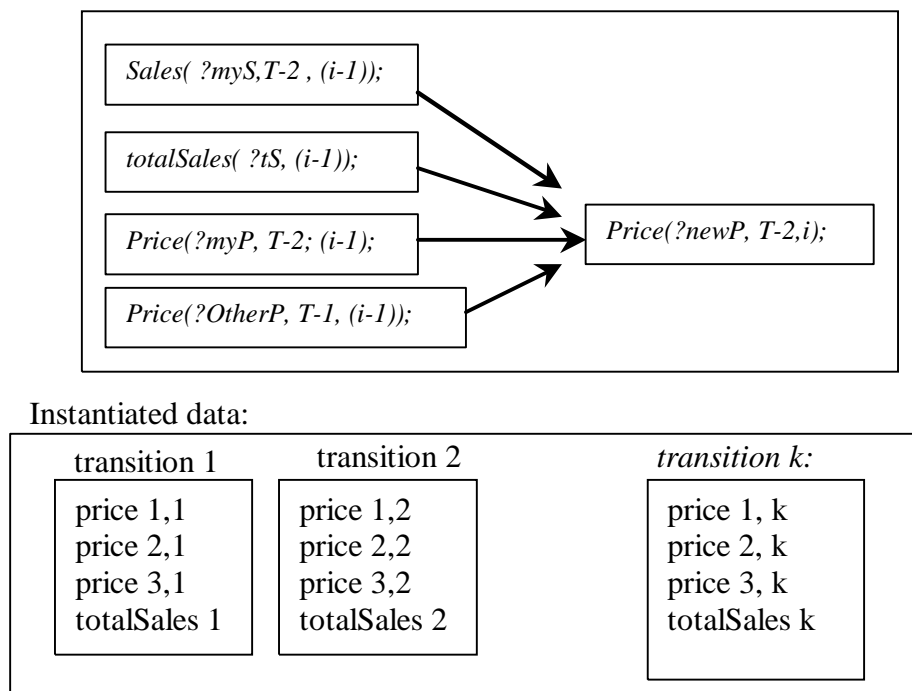 Sales( ?myS,T-2 , (i-1));
totalSales( ?tS, (i-1));
Price(?myP, T-2; (i-1);
Price(?OtherP, T-1, (i-1));
Price(?newP, T-2,i);
Instantiated data:
transition 1
price 1,1
price 2,1
price 3,1
totalSales 1
transition 2
price 1,2
price 2,2
price 3,2
totalSales 2
transition k:
price 1, k
price 2, k
price 3, k
totalSales k